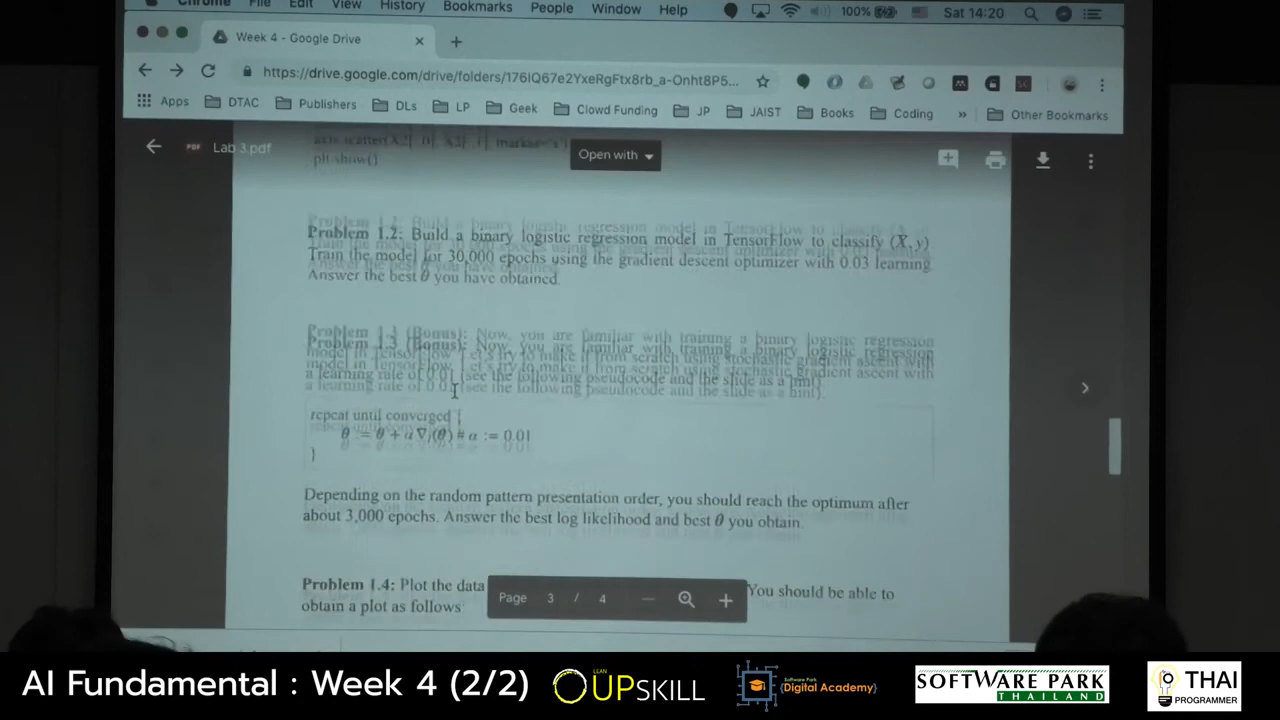 Chrome File Edit View History Bookmarks People Window Help 100% Sat 14:20
Week 4 - Google Drive
https://drive.google.com/drive/folders/176IQ67e2YxeRgFtx8rb_a-Onht8P5...
Apps DTAC Publishers DLs LP Geek Clowd Funding JP JAIST Books Coding » Other Bookmarks
PDF Lab 3.pdf
Open with
plt.show()
Problem 1.2: Build a binary logistic regression model in TensorFlow to classify (X, y)
Train the model for 30,000 epochs using the gradient descent optimizer with 0.03 learning
Answer the best θ you have obtained.
Problem 1.3 (Bonus): Now, you are familiar with training a binary logistic regression
model in TensorFlow. Let's try to make it from scratch using stochastic gradient ascent with
a learning rate of 0.01 (see the following pseudocode and the slide as a hint).
repeat until converged {
θ := θ + α ∇ (θ) # α := 0.01
}
Depending on the random pattern presentation order, you should reach the optimum after
about 3,000 epochs. Answer the best log likelihood and best θ you obtain.
Problem 1.4: Plot the data You should be able to
obtain a plot as follows:
Page 3 / 4
AI Fundamental : Week 4 (2/2)
LEAN
UPSKILL
Software Park
{Digital Academy}
SOFTWARE PARK
THAILAND
THAI
PROGRAMMER